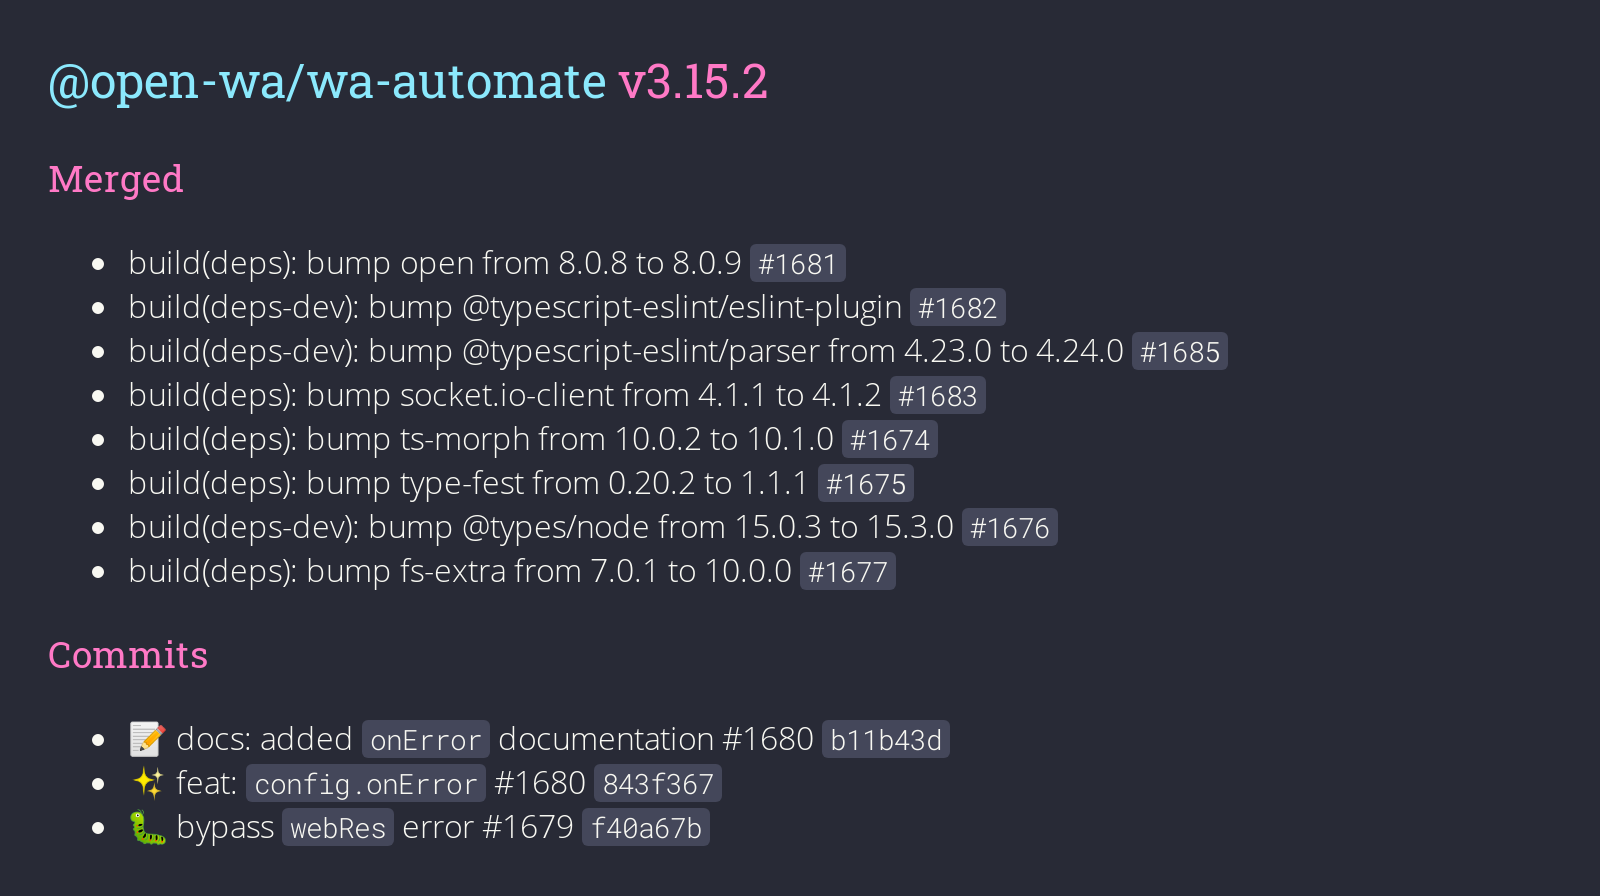 @open-wa/wa-automate v3.15.2
Merged
build(deps): bump open from 8.0.8 to 8.0.9 #1681
build(deps-dev): bump @typescript-eslint/eslint-plugin #1682
build(deps-dev): bump @typescript-eslint/parser from 4.23.0 to 4.24.0 #1685
build(deps): bump socket.io-client from 4.1.1 to 4.1.2 #1683
build(deps): bump ts-morph from 10.0.2 to 10.1.0 #1674
build(deps): bump type-fest from 0.20.2 to 1.1.1 #1675
build(deps-dev): bump @types/node from 15.0.3 to 15.3.0 #1676
build(deps): bump fs-extra from 7.0.1 to 10.0.0 #1677
Commits
📝 docs: added onError documentation #1680 b11b43d
✨ feat: config.onError #1680 843f367
🐛 bypass webRes error #1679 f40a67b